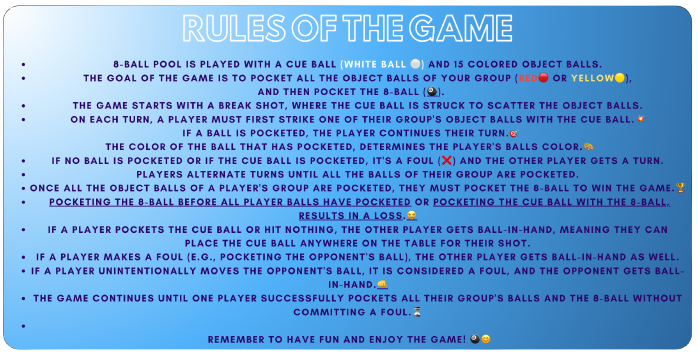 RULES OF THE GAME
• 8-BALL POOL IS PLAYED WITH A CUE BALL (WHITE BALL ⚪) AND 15 COLORED OBJECT BALLS.
• THE GOAL OF THE GAME IS TO POCKET ALL THE OBJECT BALLS OF YOUR GROUP (RED🔴 OR YELLOW🟡),
AND THEN POCKET THE 8-BALL (🎱).
• THE GAME STARTS WITH A BREAK SHOT, WHERE THE CUE BALL IS STRUCK TO SCATTER THE OBJECT BALLS.
• ON EACH TURN, A PLAYER MUST FIRST STRIKE ONE OF THEIR GROUP'S OBJECT BALLS WITH THE CUE BALL.💥
IF A BALL IS POCKETED, THE PLAYER CONTINUES THEIR TURN.🎯
THE COLOR OF THE BALL THAT HAS POCKETED, DETERMINES THE PLAYER'S BALLS COLOR.🎨
• IF NO BALL IS POCKETED OR IF THE CUE BALL IS POCKETED, IT'S A FOUL (❌) AND THE OTHER PLAYER GETS A TURN.
• PLAYERS ALTERNATE TURNS UNTIL ALL THE BALLS OF THEIR GROUP ARE POCKETED.
• ONCE ALL THE OBJECT BALLS OF A PLAYER'S GROUP ARE POCKETED, THEY MUST POCKET THE 8-BALL TO WIN THE GAME.🏆
• POCKETING THE 8-BALL BEFORE ALL PLAYER BALLS HAVE POCKETED OR POCKETING THE CUE BALL WITH THE 8-BALL,
RESULTS IN A LOSS.😂
• IF A PLAYER POCKETS THE CUE BALL OR HIT NOTHING, THE OTHER PLAYER GETS BALL-IN-HAND, MEANING THEY CAN
PLACE THE CUE BALL ANYWHERE ON THE TABLE FOR THEIR SHOT.
• IF A PLAYER MAKES A FOUL (E.G., POCKETING THE OPPONENT'S BALL), THE OTHER PLAYER GETS BALL-IN-HAND AS WELL.
• IF A PLAYER UNINTENTIONALLY MOVES THE OPPONENT'S BALL, IT IS CONSIDERED A FOUL, AND THE OPPONENT GETS BALL-
IN-HAND.👊
• THE GAME CONTINUES UNTIL ONE PLAYER SUCCESSFULLY POCKETS ALL THEIR GROUP'S BALLS AND THE 8-BALL WITHOUT
COMMITTING A FOUL.⏳
•
REMEMBER TO HAVE FUN AND ENJOY THE GAME! 🎱😊